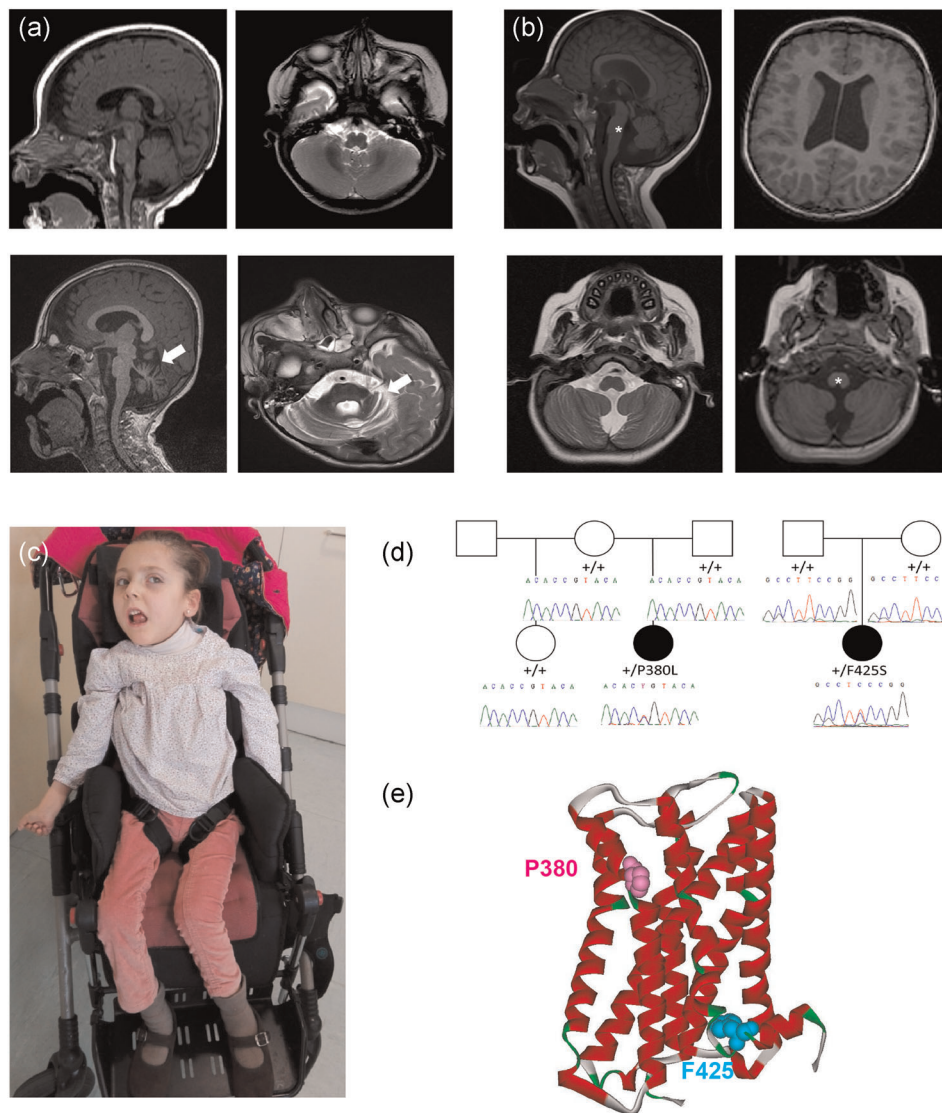 (a)
(b)
*
*
(c)
(d)
+/+
+/+
+/+
+/+
A C A C C G T A C A
A C A C C G T A C A
G C C T T C C G G
G C C T T C C
+/+
+/P380L
+/F425S
A C A C C G T A C A
A C A C Y G T A C A
G C C T C C C G G
(e)
P380
F425